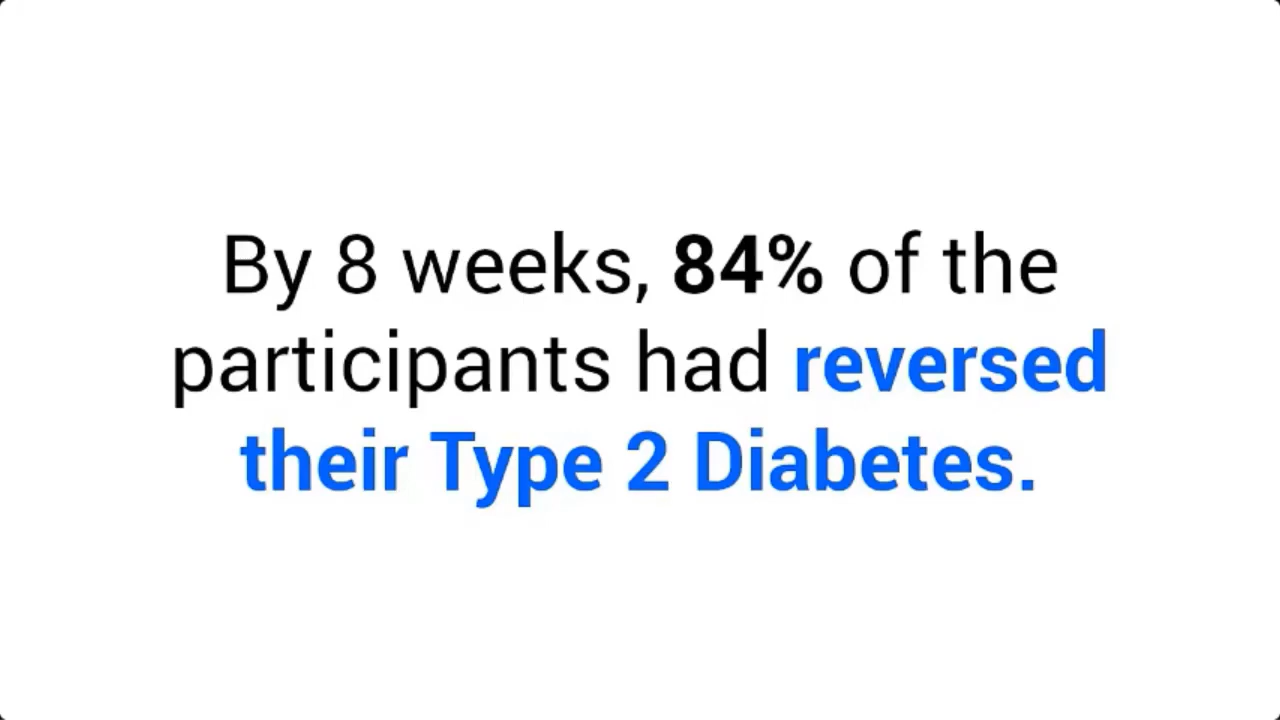 By 8 weeks, 84% of the
participants had reversed
their Type 2 Diabetes.